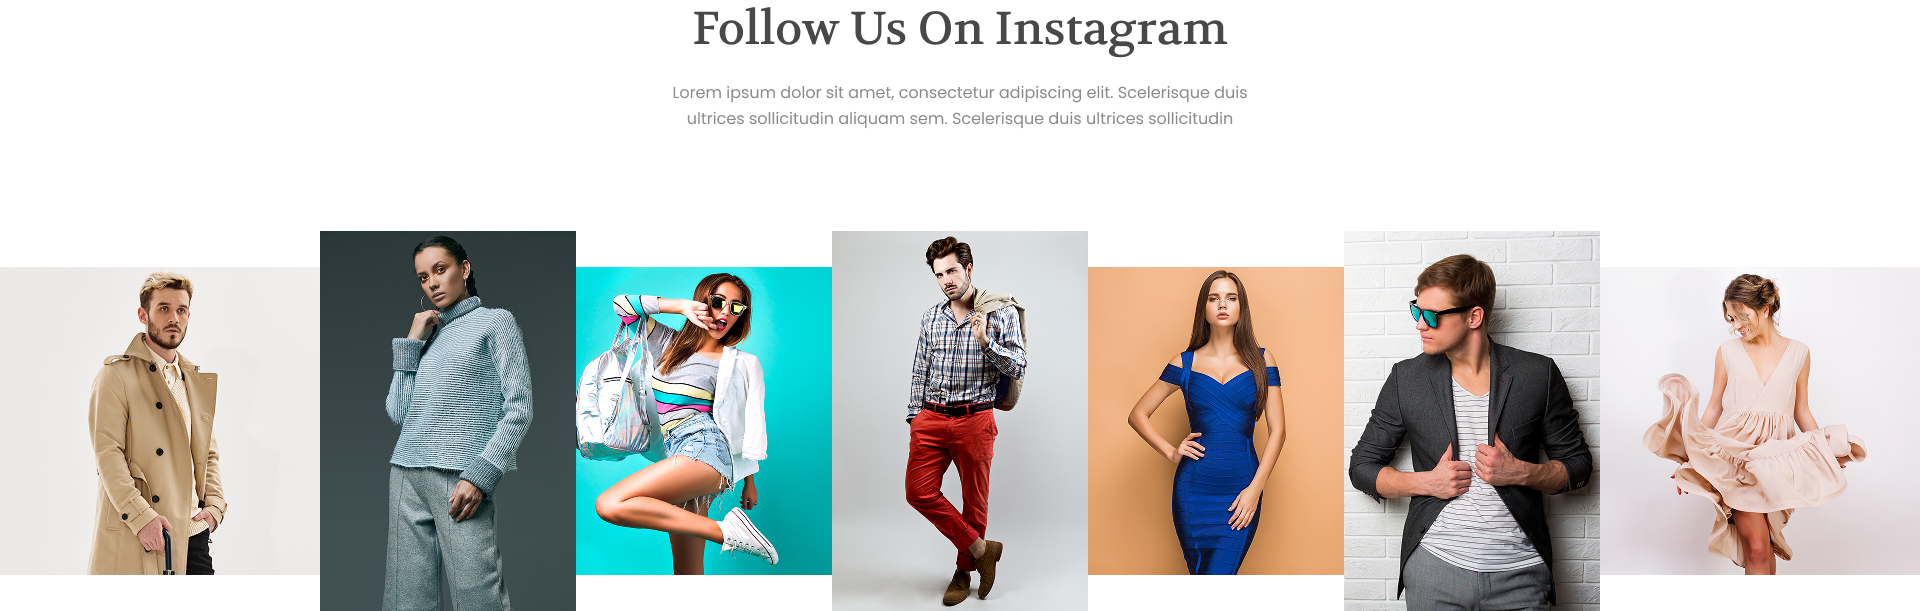 Follow Us On Instagram
Lorem ipsum dolor sit amet, consectetur adipiscing elit. Scelerisque duis
ultrices sollicitudin aliquam sem. Scelerisque duis ultrices sollicitudin